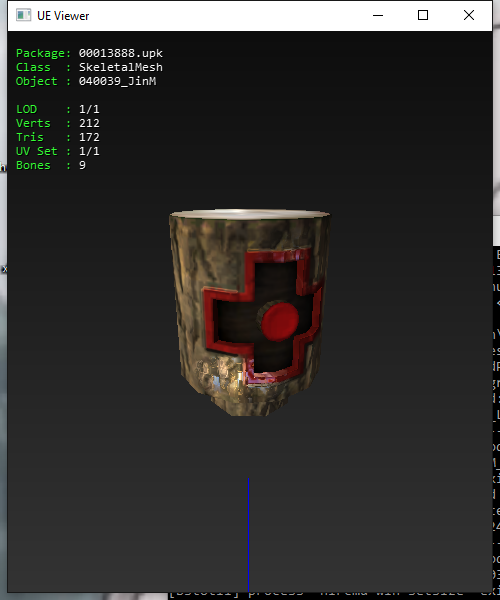 UE Viewer
Package: 00013888.upk
Class : SkeletalMesh
Object : 040039_JinM
LOD : 1/1
Verts : 212
Tris : 172
UV Set : 1/1
Bones : 9